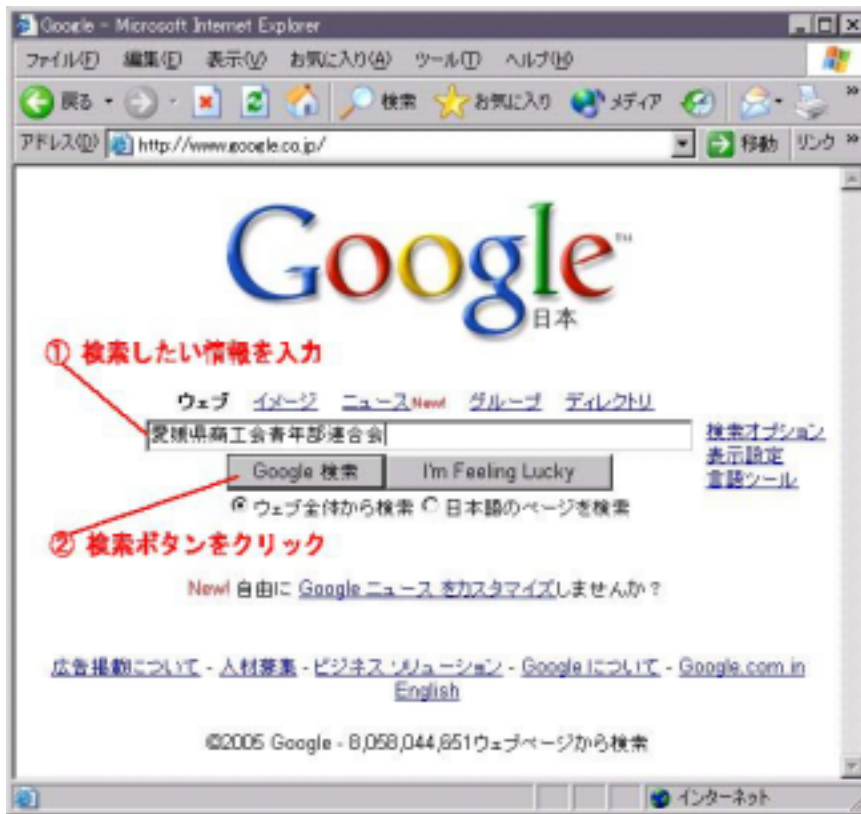 Google - Microsoft Internet Explorer
ファイル(F) 編集(E) 表示(V) お気に入り(A) ツール(T) ヘルプ(H)
戻る 検索 お気に入り メディア
アドレス(D) http://www.google.co.jp/ 移動 リンク
Google™
日本
① 検索したい情報を入力
ウェブ イメージ ニュースNew! グループ ディレクトリ
愛媛県商工会青年部連合会
検索オプション
表示設定
言語ツール
Google 検索 I'm Feeling Lucky
ウェブ全体から検索 日本語のページを検索
② 検索ボタンをクリック
New! 自由に Google ニュース をカスタマイズしませんか?
広告掲載について - 人材募集 - ビジネス ソリューション - Google について - Google.com in
English
©2005 Google - 8,058,044,651ウェブページから検索
インターネット